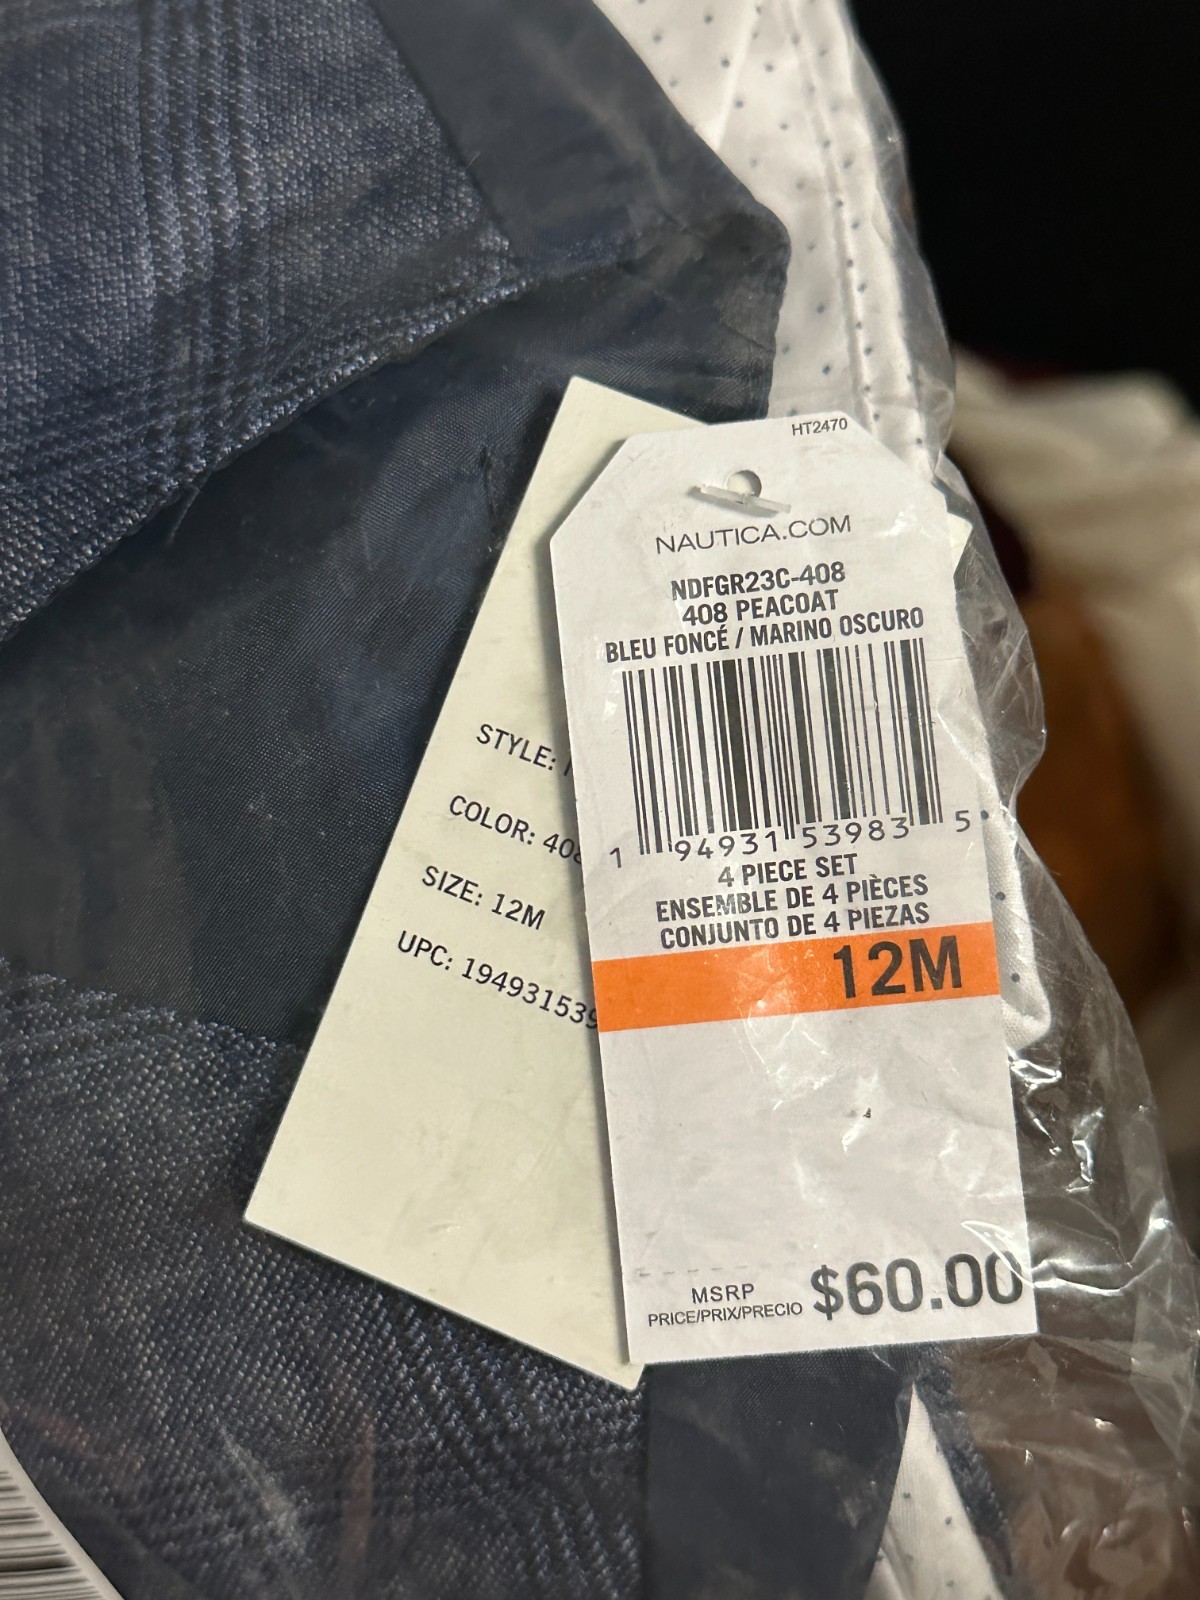 HT2470
NAUTICA.COM
NDFGR23C-408
408 PEACOAT
BLEU FONCÉ / MARINO OSCURO
1 94931 53983 5
4 PIECE SET
ENSEMBLE DE 4 PIÈCES
CONJUNTO DE 4 PIEZAS
12M
MSRP
PRICE/PRIX/PRECIO $60.00
STYLE:
COLOR: 408
SIZE: 12M
UPC: 194931539